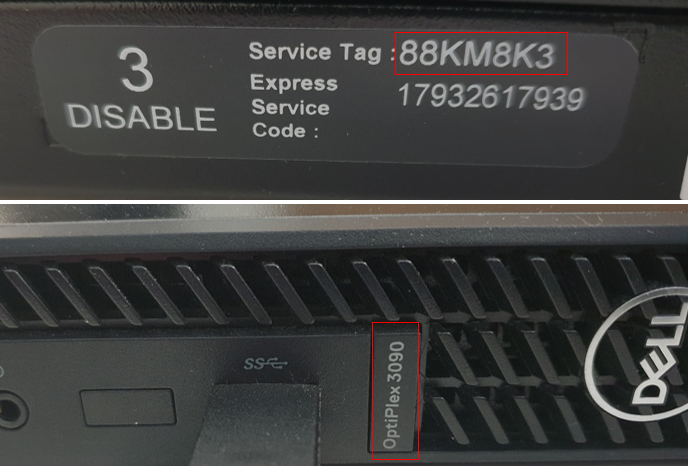 3
DISABLE
Service Tag : 88KM8K3
Express
Service
Code :
17932617939
SS
OptiPlex 3090
DELL